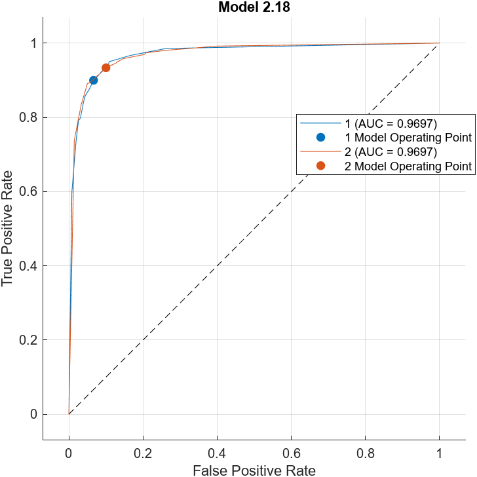 Model 2.18
1
0.8
0.6
0.4
0.2
0
True Positive Rate
1 (AUC = 0.9697)
1 Model Operating Point
2 (AUC = 0.9697)
2 Model Operating Point
0 0.2 0.4 0.6 0.8 1
False Positive Rate